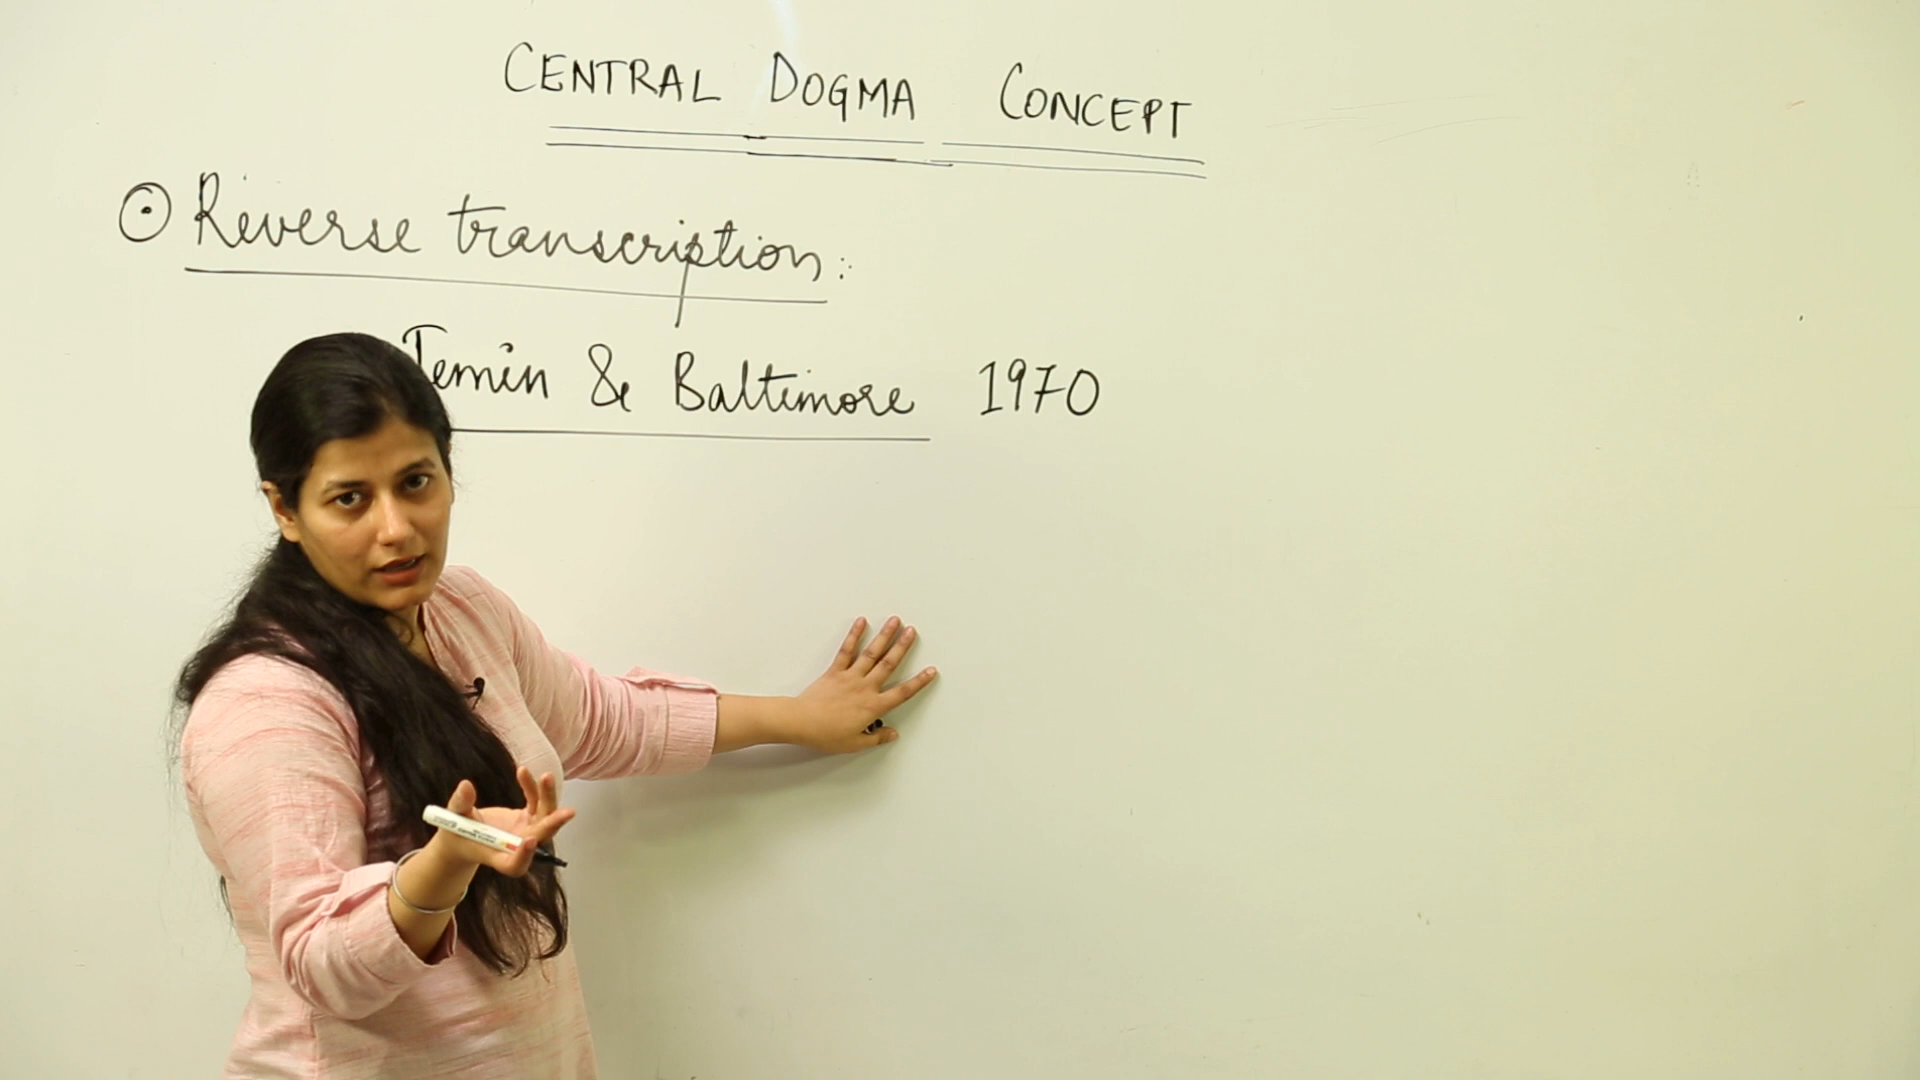 CENTRAL DOGMA CONCEPT
Reverse transcription:
Temin & Baltimore 1970